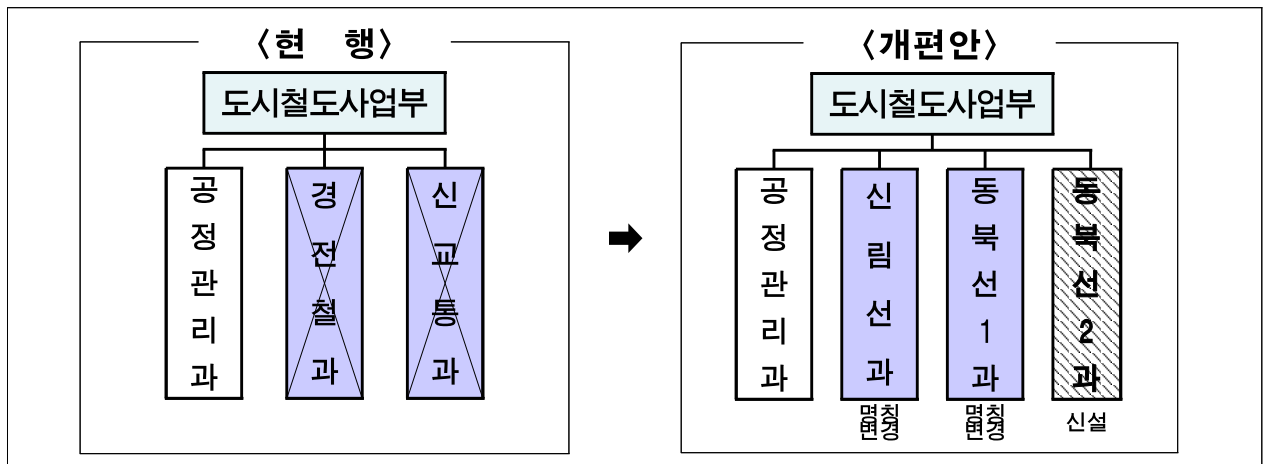 〈현 행〉
도시철도사업부
공정관리과
경전철과
신교통과
〈개편안〉
도시철도사업부
공정관리과
신림선과
동북선1과
동북선2과
명칭
변경
명칭
변경
신설